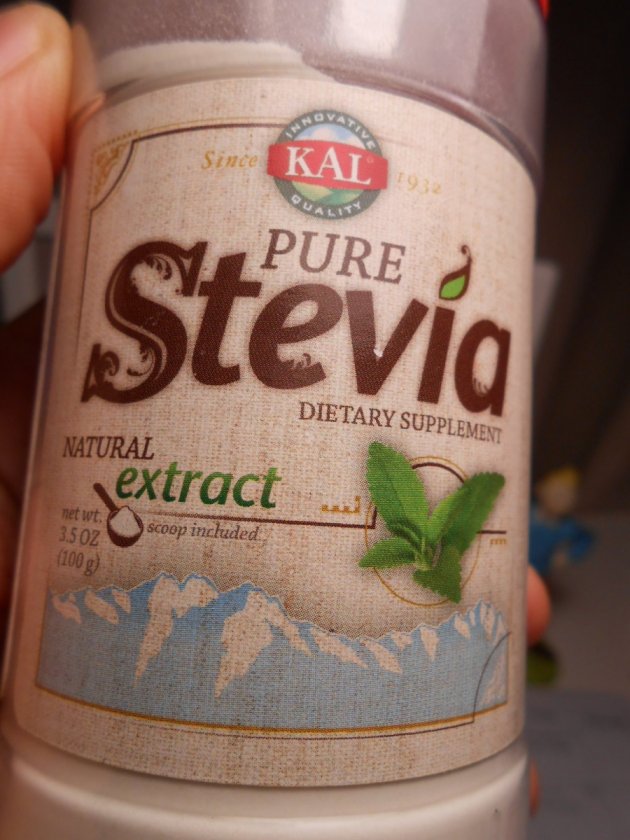 INNOVATIVE
Since KAL 1932
QUALITY
PURE
Stevia
DIETARY SUPPLEMENT
NATURAL
extract
net wt.
3.5 OZ
(100 g)
scoop included